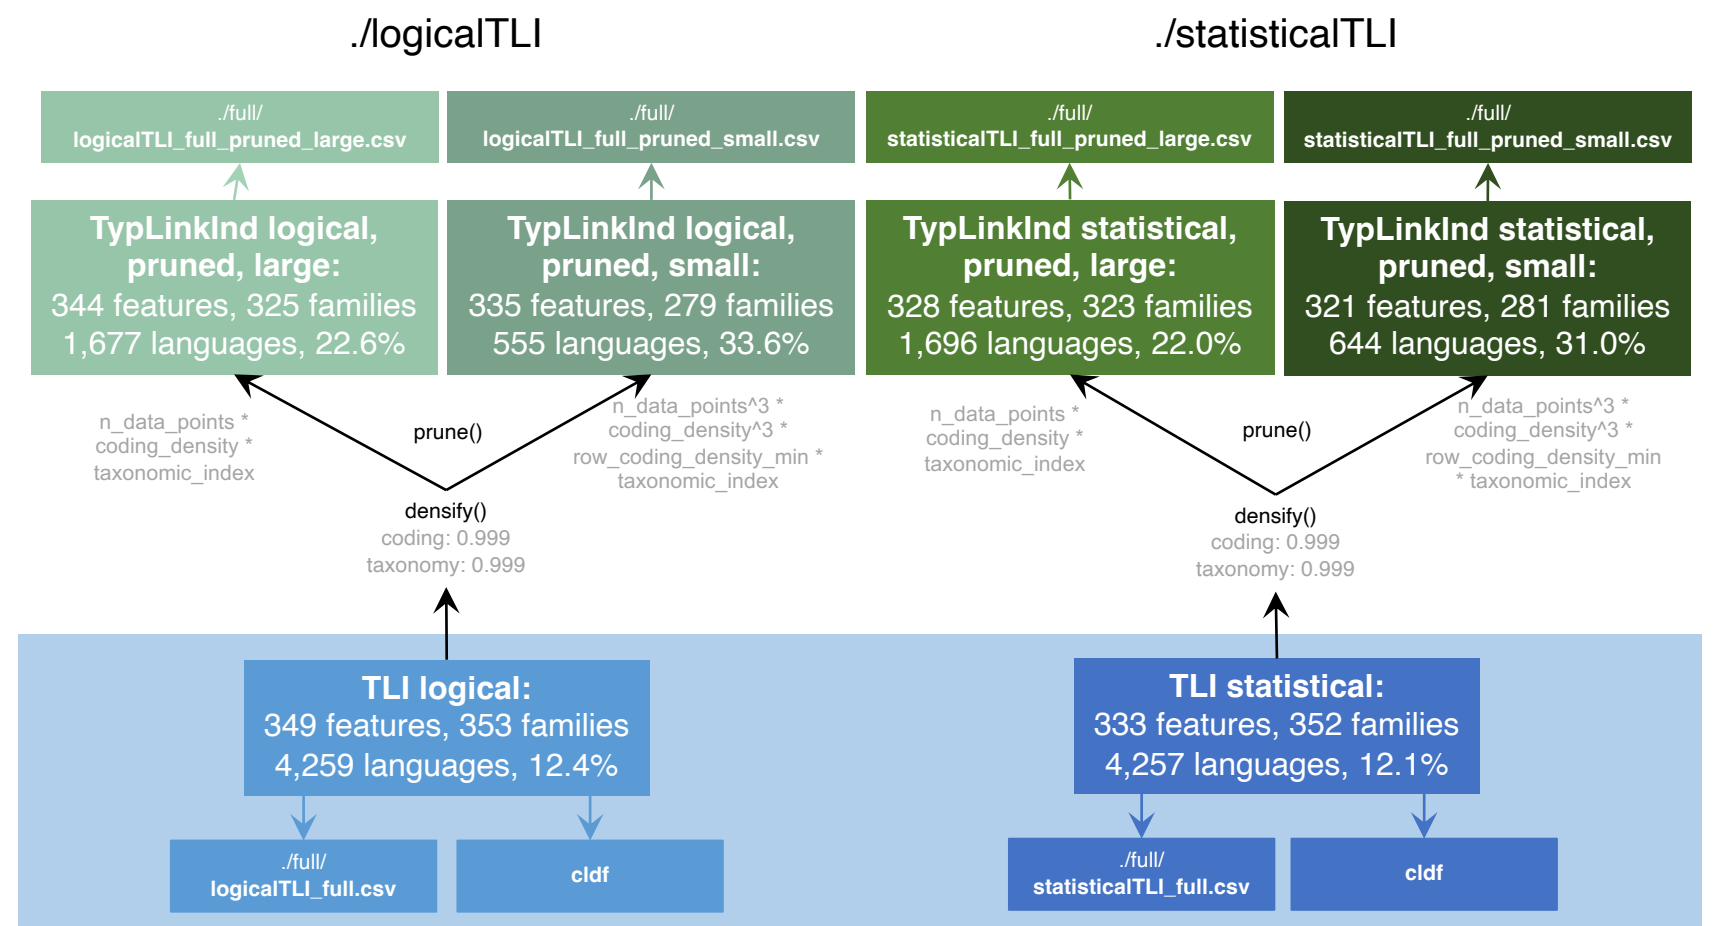 ./logicalTLI
./statisticalTLI
./full/
logicalTLI_full_pruned_large.csv
./full/
logicalTLI_full_pruned_small.csv
./full/
statisticalTLI_full_pruned_large.csv
./full/
statisticalTLI_full_pruned_small.csv
TypLinkInd logical,
pruned, large:
344 features, 325 families
1,677 languages, 22.6%
TypLinkInd logical,
pruned, small:
335 features, 279 families
555 languages, 33.6%
TypLinkInd statistical,
pruned, large:
328 features, 323 families
1,696 languages, 22.0%
TypLinkInd statistical,
pruned, small:
321 features, 281 families
644 languages, 31.0%
n_data_points *
coding_density *
taxonomic_index
prune()
n_data_points^3 *
coding_density^3 *
row_coding_density_min *
taxonomic_index
n_data_points *
coding_density *
taxonomic_index
prune()
n_data_points^3 *
coding_density^3 *
row_coding_density_min
* taxonomic_index
densify()
coding: 0.999
taxonomy: 0.999
densify()
coding: 0.999
taxonomy: 0.999
TLI logical:
349 features, 353 families
4,259 languages, 12.4%
TLI statistical:
333 features, 352 families
4,257 languages, 12.1%
./full/
logicalTLI_full.csv
cldf
./full/
statisticalTLI_full.csv
cldf